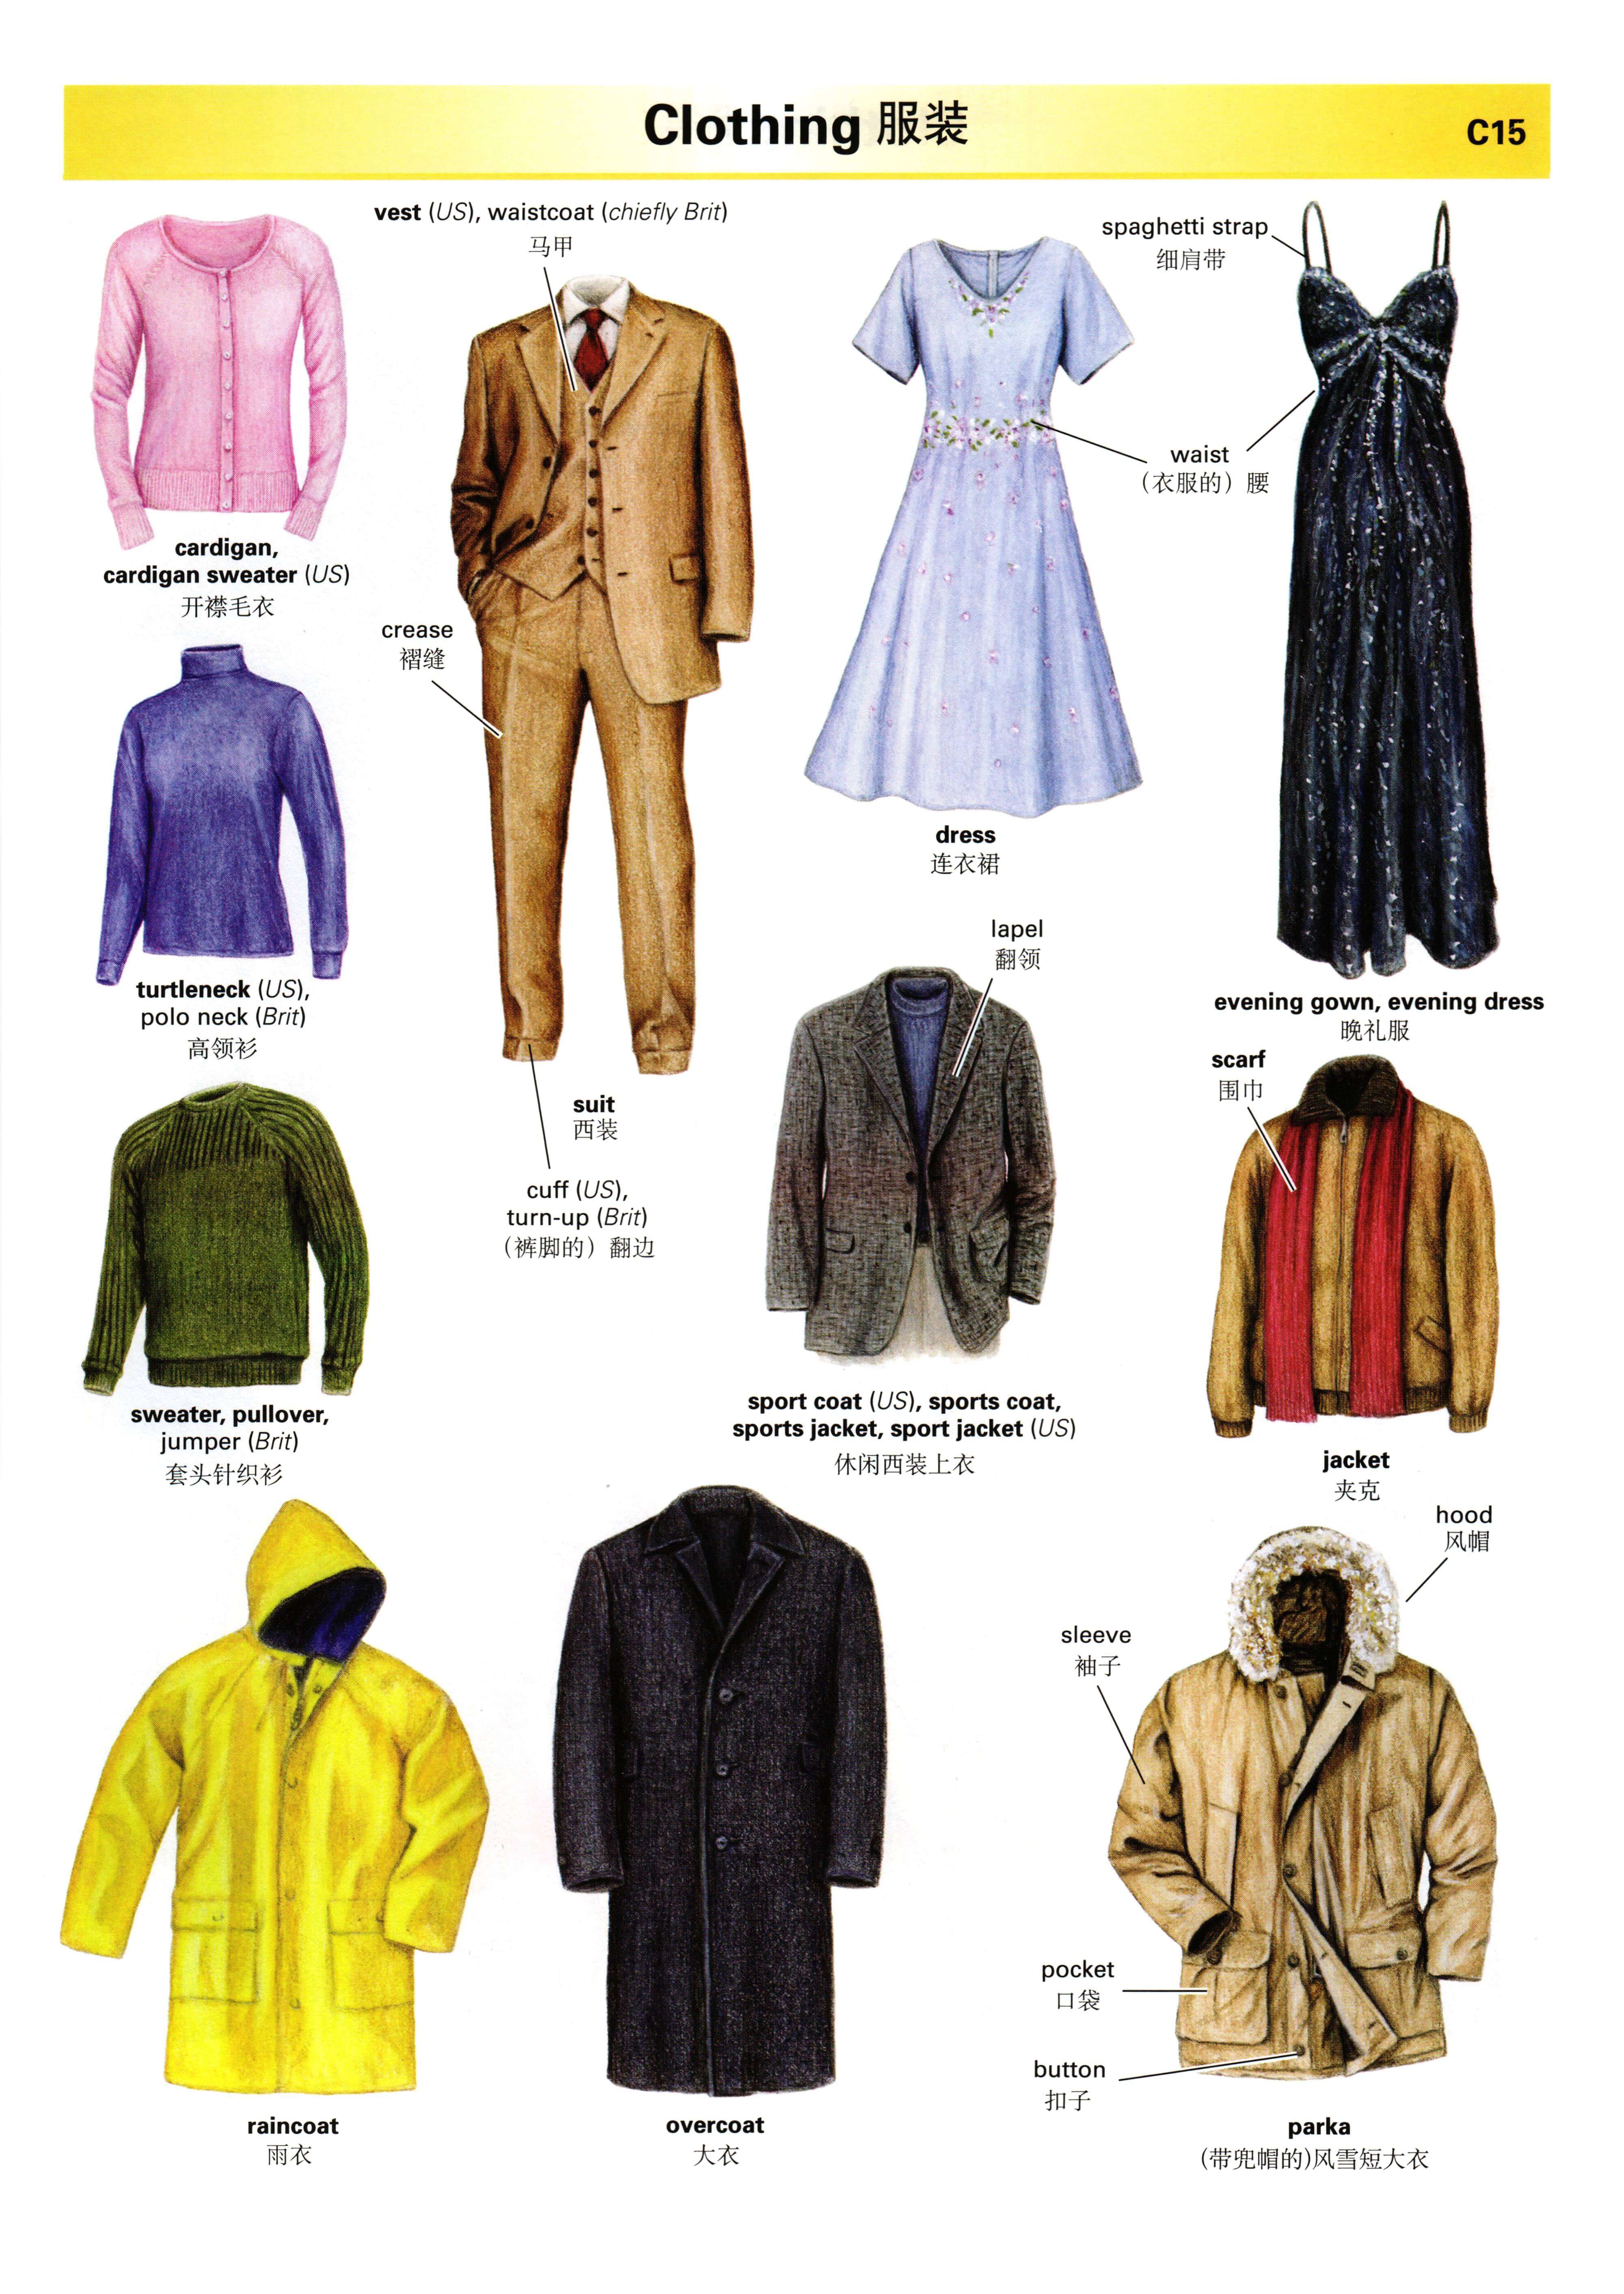 Clothing 服装
C15
vest (US), waistcoat (chiefly Brit)
马甲
spaghetti strap
细肩带
waist
（衣服的）腰
cardigan,
cardigan sweater (US)
开襟毛衣
crease
褶缝
dress
连衣裙
lapel
翻领
turtleneck (US),
polo neck (Brit)
高领衫
evening gown, evening dress
晚礼服
scarf
围巾
suit
西装
cuff (US),
turn-up (Brit)
（裤脚的）翻边
sweater, pullover,
jumper (Brit)
套头针织衫
sport coat (US), sports coat,
sports jacket, sport jacket (US)
休闲西装上衣
jacket
夹克
hood
风帽
sleeve
袖子
pocket
口袋
button
扣子
raincoat
雨衣
overcoat
大衣
parka
(带兜帽的)风雪短大衣